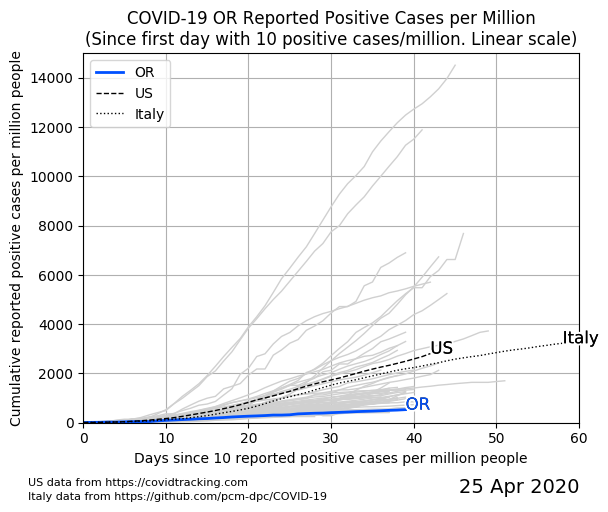 COVID-19 OR Reported Positive Cases per Million
(Since first day with 10 positive cases/million. Linear scale)
Cumulative reported positive cases per million people
14000
12000
10000
8000
6000
4000
2000
0
OR
US
Italy
US
Italy
OR
0 10 20 30 40 50 60
Days since 10 reported positive cases per million people
US data from https://covidtracking.com
Italy data from https://github.com/pcm-dpc/COVID-19
25 Apr 2020